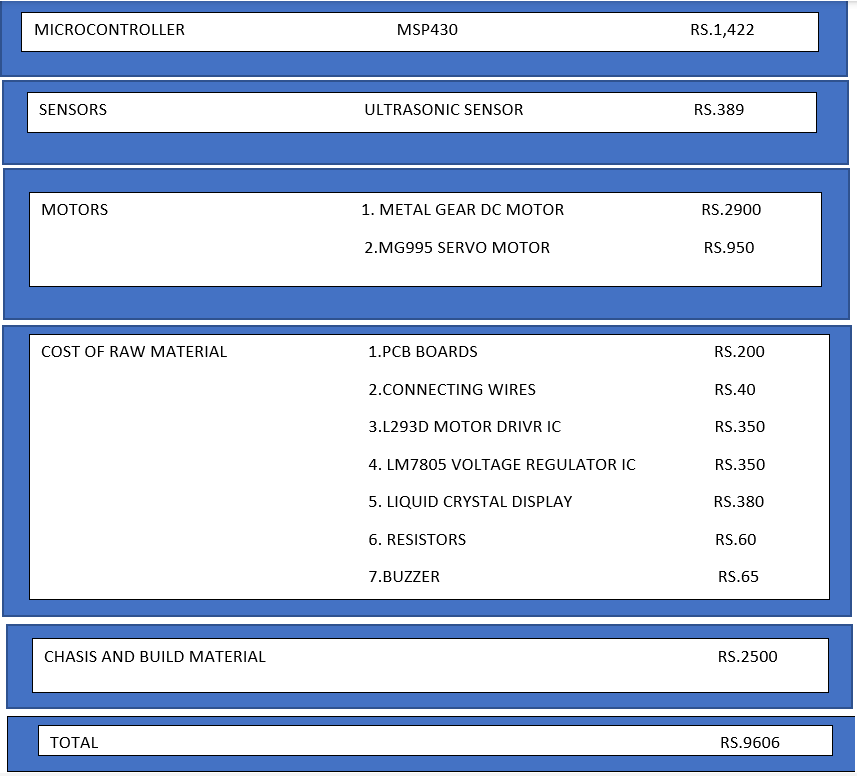 MICROCONTROLLER MSP430 RS.1,422
SENSORS ULTRASONIC SENSOR RS.389
MOTORS 1. METAL GEAR DC MOTOR RS.2900
2.MG995 SERVO MOTOR RS.950
COST OF RAW MATERIAL 1.PCB BOARDS RS.200
2.CONNECTING WIRES RS.40
3.L293D MOTOR DRIVR IC RS.350
4. LM7805 VOLTAGE REGULATOR IC RS.350
5. LIQUID CRYSTAL DISPLAY RS.380
6. RESISTORS RS.60
7.BUZZER RS.65
CHASIS AND BUILD MATERIAL RS.2500
TOTAL RS.9606